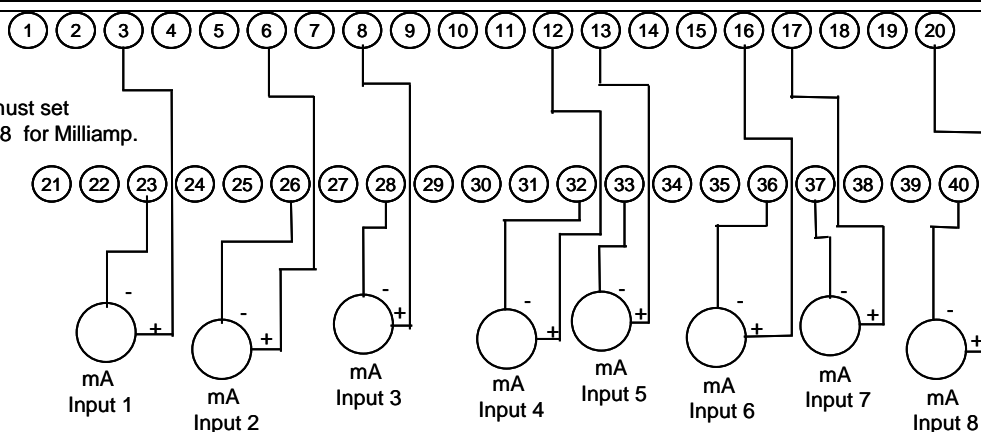 1 2 3 4 5 6 7 8 9 10 11 12 13 14 15 16 17 18 19 20
must set
8 for Milliamp.
21 22 23 24 25 26 27 28 29 30 31 32 33 34 35 36 37 38 39 40
- + - + - + - + - + - + - + - +
mA
Input 1
mA
Input 2
mA
Input 3
mA
Input 4
mA
Input 5
mA
Input 6
mA
Input 7
mA
Input 8